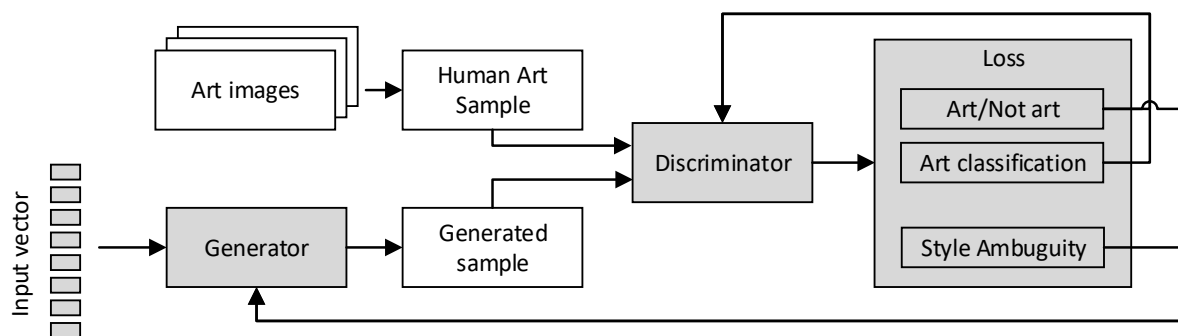 Art images
Human Art
Sample
Discriminator
Loss
Art/Not art
Art classification
Style Ambuguity
Input vector
Generator
Generated
sample